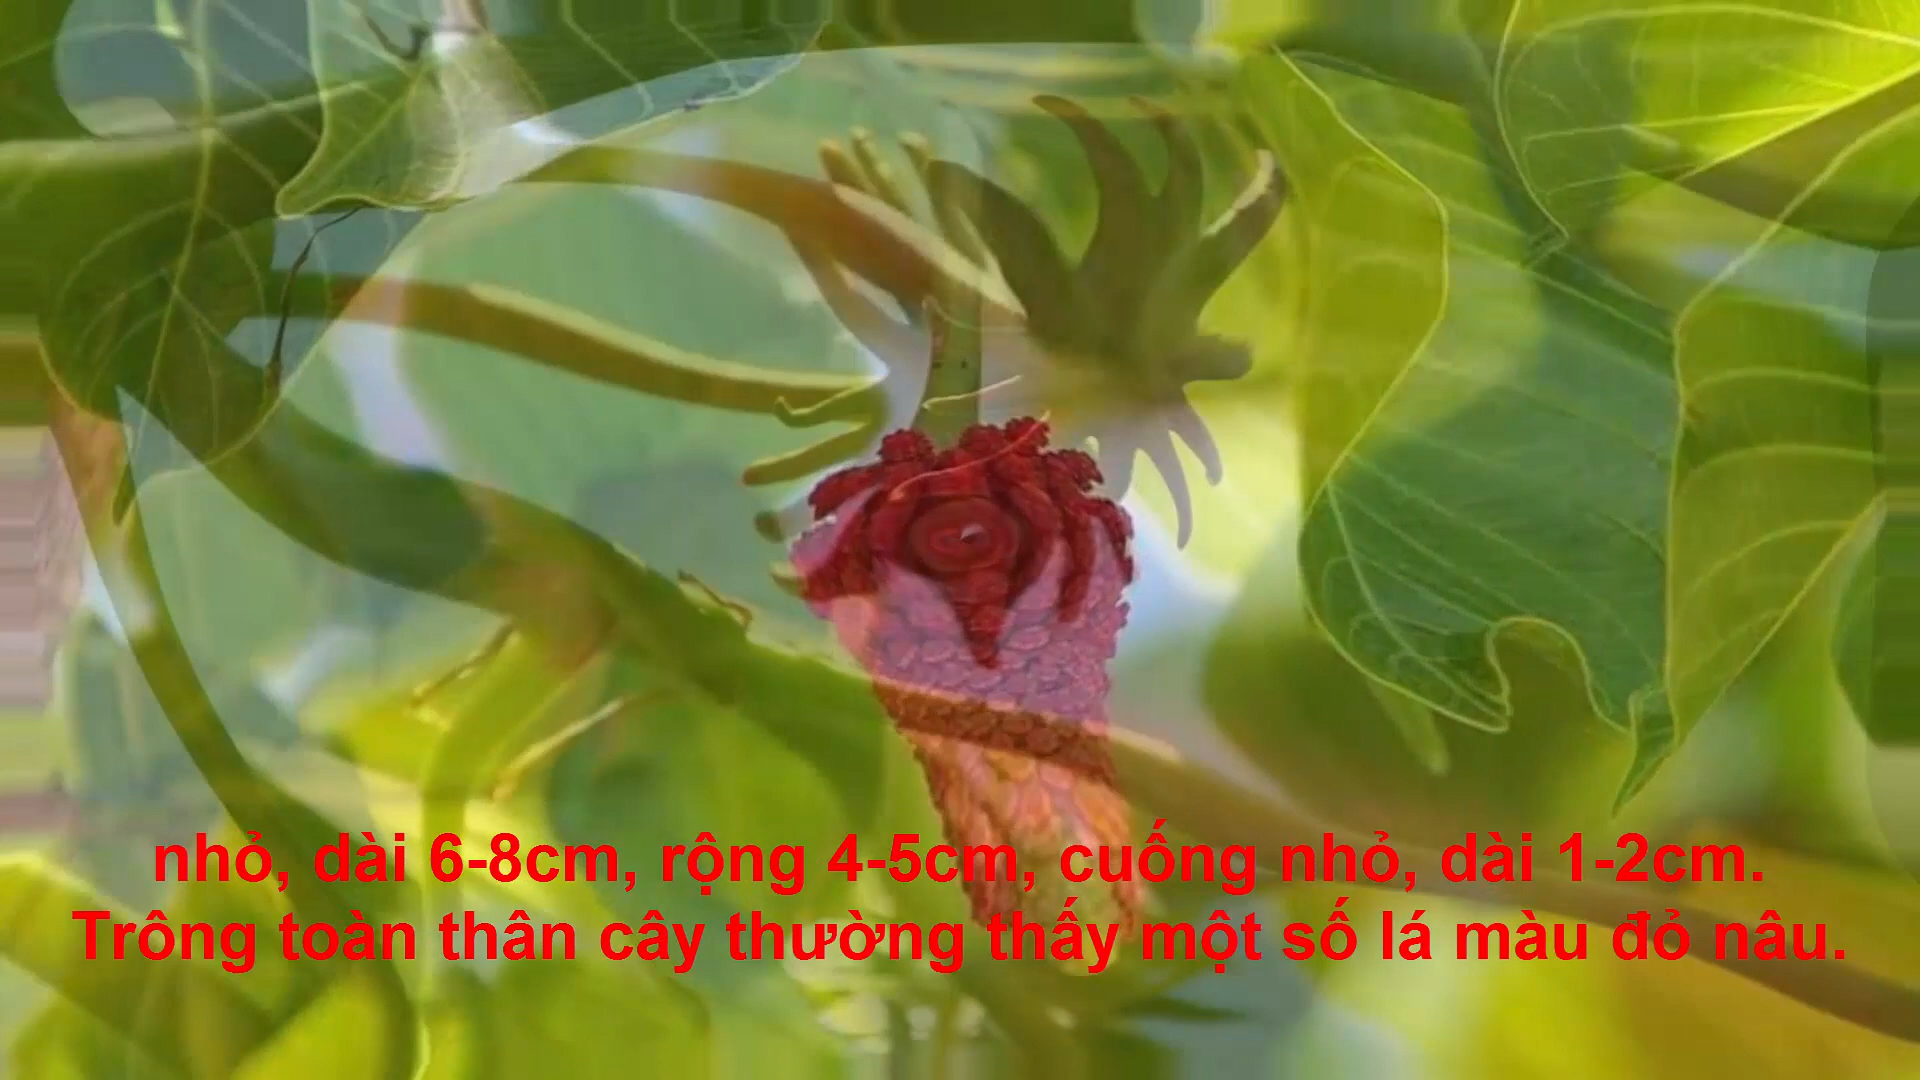 nhỏ, dài 6-8cm, rộng 4-5cm, cuống nhỏ, dài 1-2cm.
Trông toàn thân cây thường thấy một số lá màu đỏ nâu.